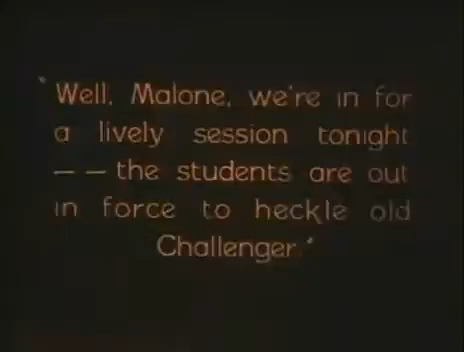 "Well, Malone, we're in for
a lively session tonight
— — the students are out
in force to heckle old
Challenger."